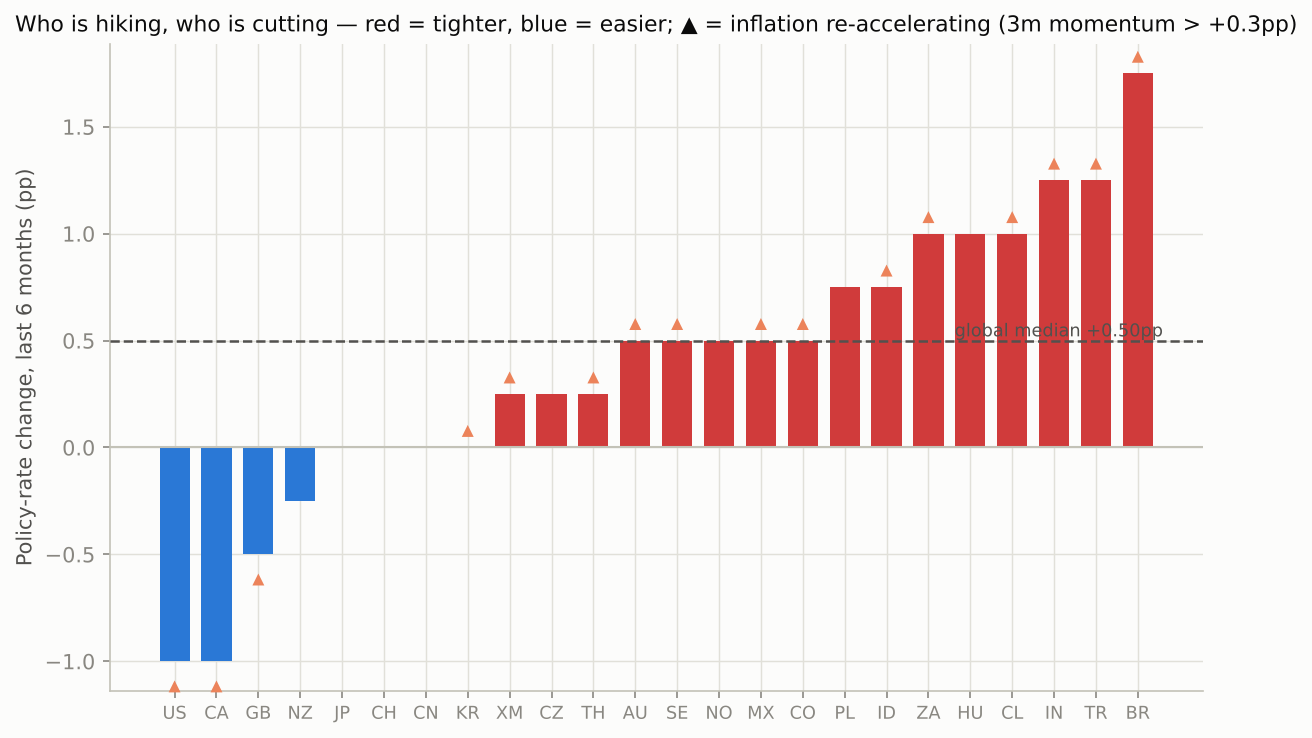 Who is hiking, who is cutting — red = tighter, blue = easier; ▲ = inflation re-accelerating (3m momentum > +0.3pp)
Policy-rate change, last 6 months (pp)
1.5
1.0
0.5
0.0
−0.5
−1.0
global median +0.50pp
US CA GB NZ JP CH CN KR XM CZ TH AU SE NO MX CO PL ID ZA HU CL IN TR BR